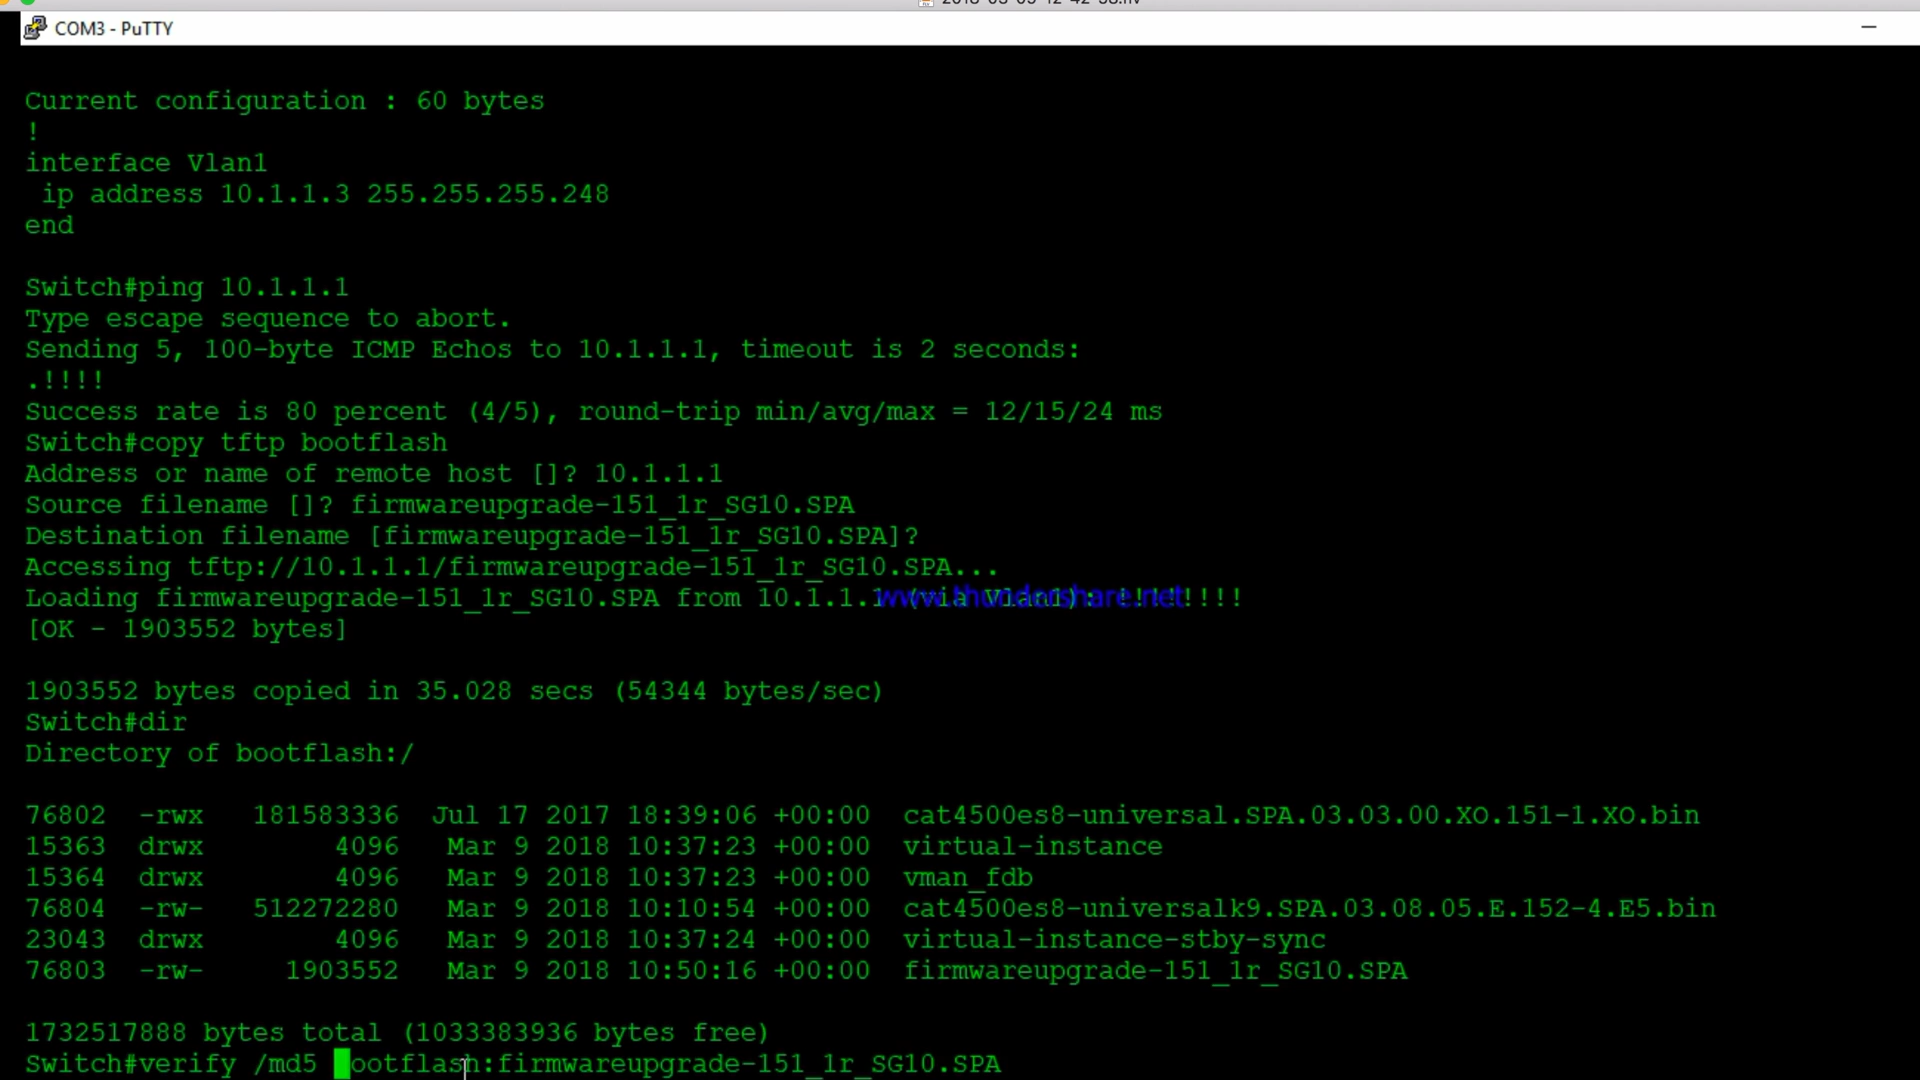 COM3 - PuTTY
Current configuration : 60 bytes
!
interface Vlan1
 ip address 10.1.1.3 255.255.255.248
end
Switch#ping 10.1.1.1
Type escape sequence to abort.
Sending 5, 100-byte ICMP Echos to 10.1.1.1, timeout is 2 seconds:
.!!!!
Success rate is 80 percent (4/5), round-trip min/avg/max = 12/15/24 ms
Switch#copy tftp bootflash
Address or name of remote host []? 10.1.1.1
Source filename []? firmwareupgrade-151_1r_SG10.SPA
Destination filename [firmwareupgrade-151_1r_SG10.SPA]?
Accessing tftp://10.1.1.1/firmwareupgrade-151_1r_SG10.SPA...
Loading firmwareupgrade-151_1r_SG10.SPA from 10.1.1.1 (via Vlan1): !!!!!!!!
www.thundershare.net
[OK - 1903552 bytes]
1903552 bytes copied in 35.028 secs (54344 bytes/sec)
Switch#dir
Directory of bootflash:/
76802  -rwx   181583336  Jul 17 2017 18:39:06 +00:00  cat4500es8-universal.SPA.03.03.00.XO.151-1.XO.bin
15363  drwx        4096   Mar 9 2018 10:37:23 +00:00  virtual-instance
15364  drwx        4096   Mar 9 2018 10:37:23 +00:00  vman_fdb
76804  -rw-   512272280   Mar 9 2018 10:10:54 +00:00  cat4500es8-universalk9.SPA.03.08.05.E.152-4.E5.bin
23043  drwx        4096   Mar 9 2018 10:37:24 +00:00  virtual-instance-stby-sync
76803  -rw-     1903552   Mar 9 2018 10:50:16 +00:00  firmwareupgrade-151_1r_SG10.SPA
1732517888 bytes total (1033383936 bytes free)
Switch#verify /md5 bootflash:firmwareupgrade-151_1r_SG10.SPA